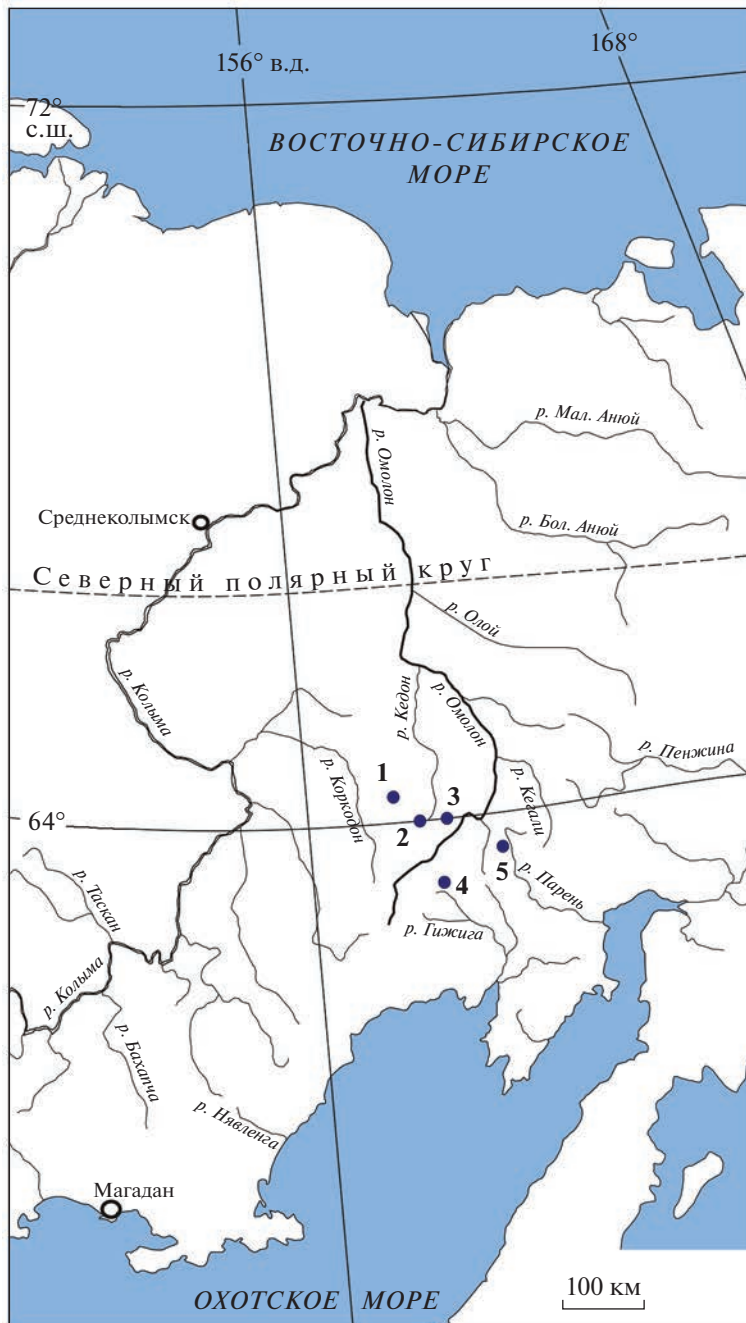 168°
156° в.д.
72°
с.ш.
ВОСТОЧНО-СИБИРСКОЕ
МОРЕ
р. Мал. Анюй
р. Омолон
Среднеколымск
р. Бол. Анюй
Северный полярный круг
р. Олой
р. Колыма
р. Кедон
р. Омолон
р. Пенжина
р. Коркодон
р. Кегали
1
2
3
64°
5
4
р. Парень
р. Таскан
р. Гижига
р. Колыма
р. Бахапча
р. Нявленга
Магадан
100 км
ОХОТСКОЕ МОРЕ